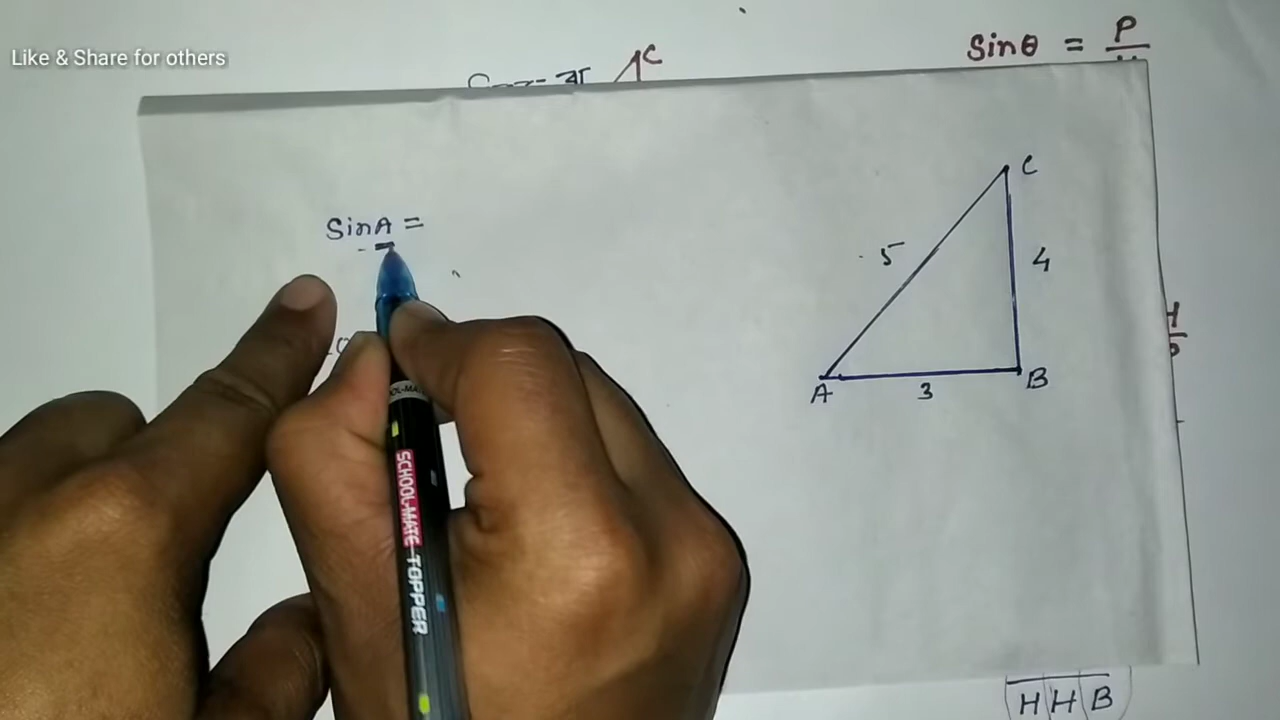 Like & Share for others
C
Sinθ = P
SinA =
C
5
4
A
3
B
SCHOOL-MATE TOPPER
H H B